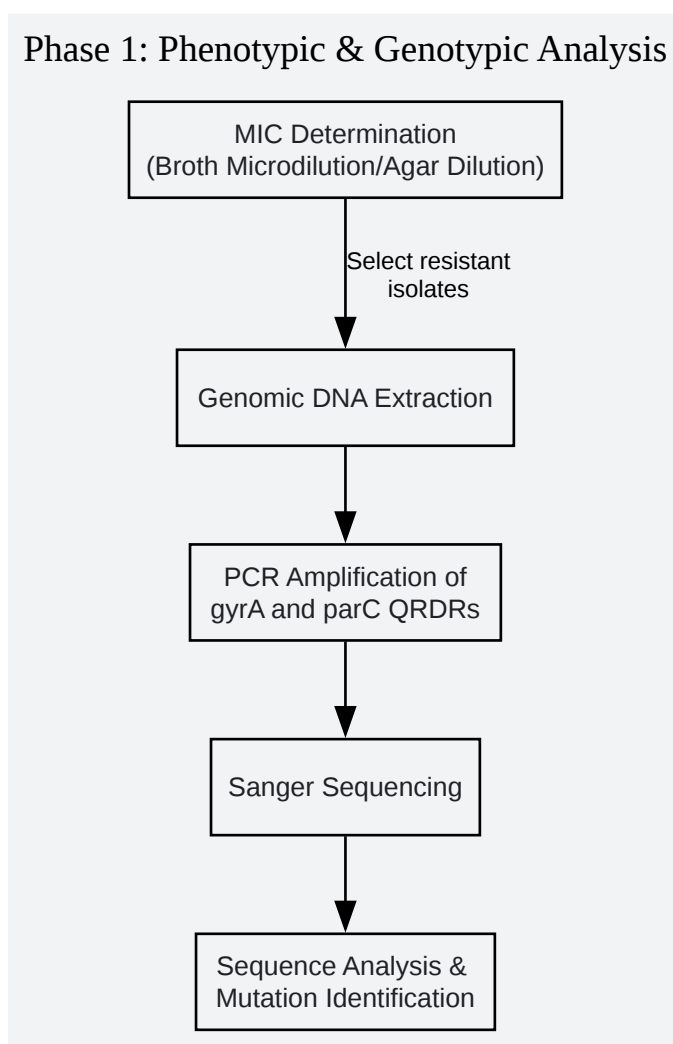 Phase 1: Phenotypic & Genotypic Analysis
MIC Determination
(Broth Microdilution/Agar Dilution)
Select resistant
isolates
Genomic DNA Extraction
PCR Amplification of
gyrA and parC QRDRs
Sanger Sequencing
Sequence Analysis &
Mutation Identification